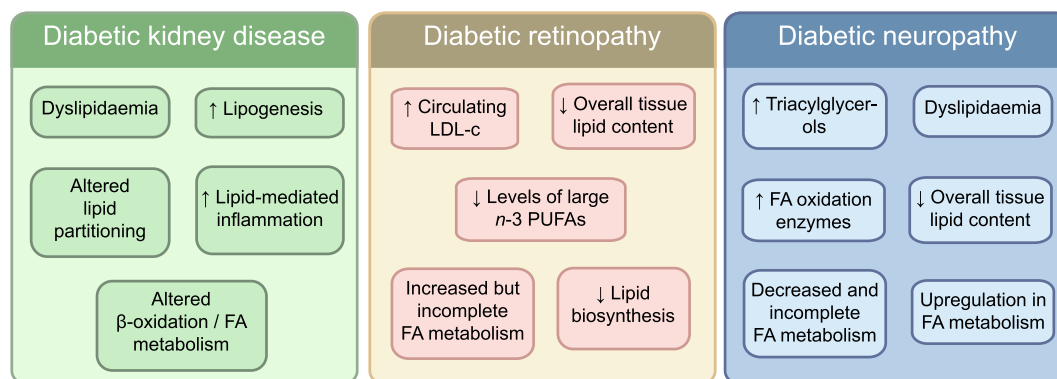 Diabetic kidney disease
Dyslipidaemia
↑ Lipogenesis
Altered
lipid
partitioning
↑ Lipid-mediated
inflammation
Altered
β-oxidation / FA
metabolism
Diabetic retinopathy
↑ Circulating
LDL-c
↓ Overall tissue
lipid content
↓ Levels of large
n-3 PUFAs
Increased but
incomplete
FA metabolism
↓ Lipid
biosynthesis
Diabetic neuropathy
↑ Triacylglycer-
ols
Dyslipidaemia
↑ FA oxidation
enzymes
↓ Overall tissue
lipid content
Decreased and
incomplete
FA metabolism
Upregulation in
FA metabolism